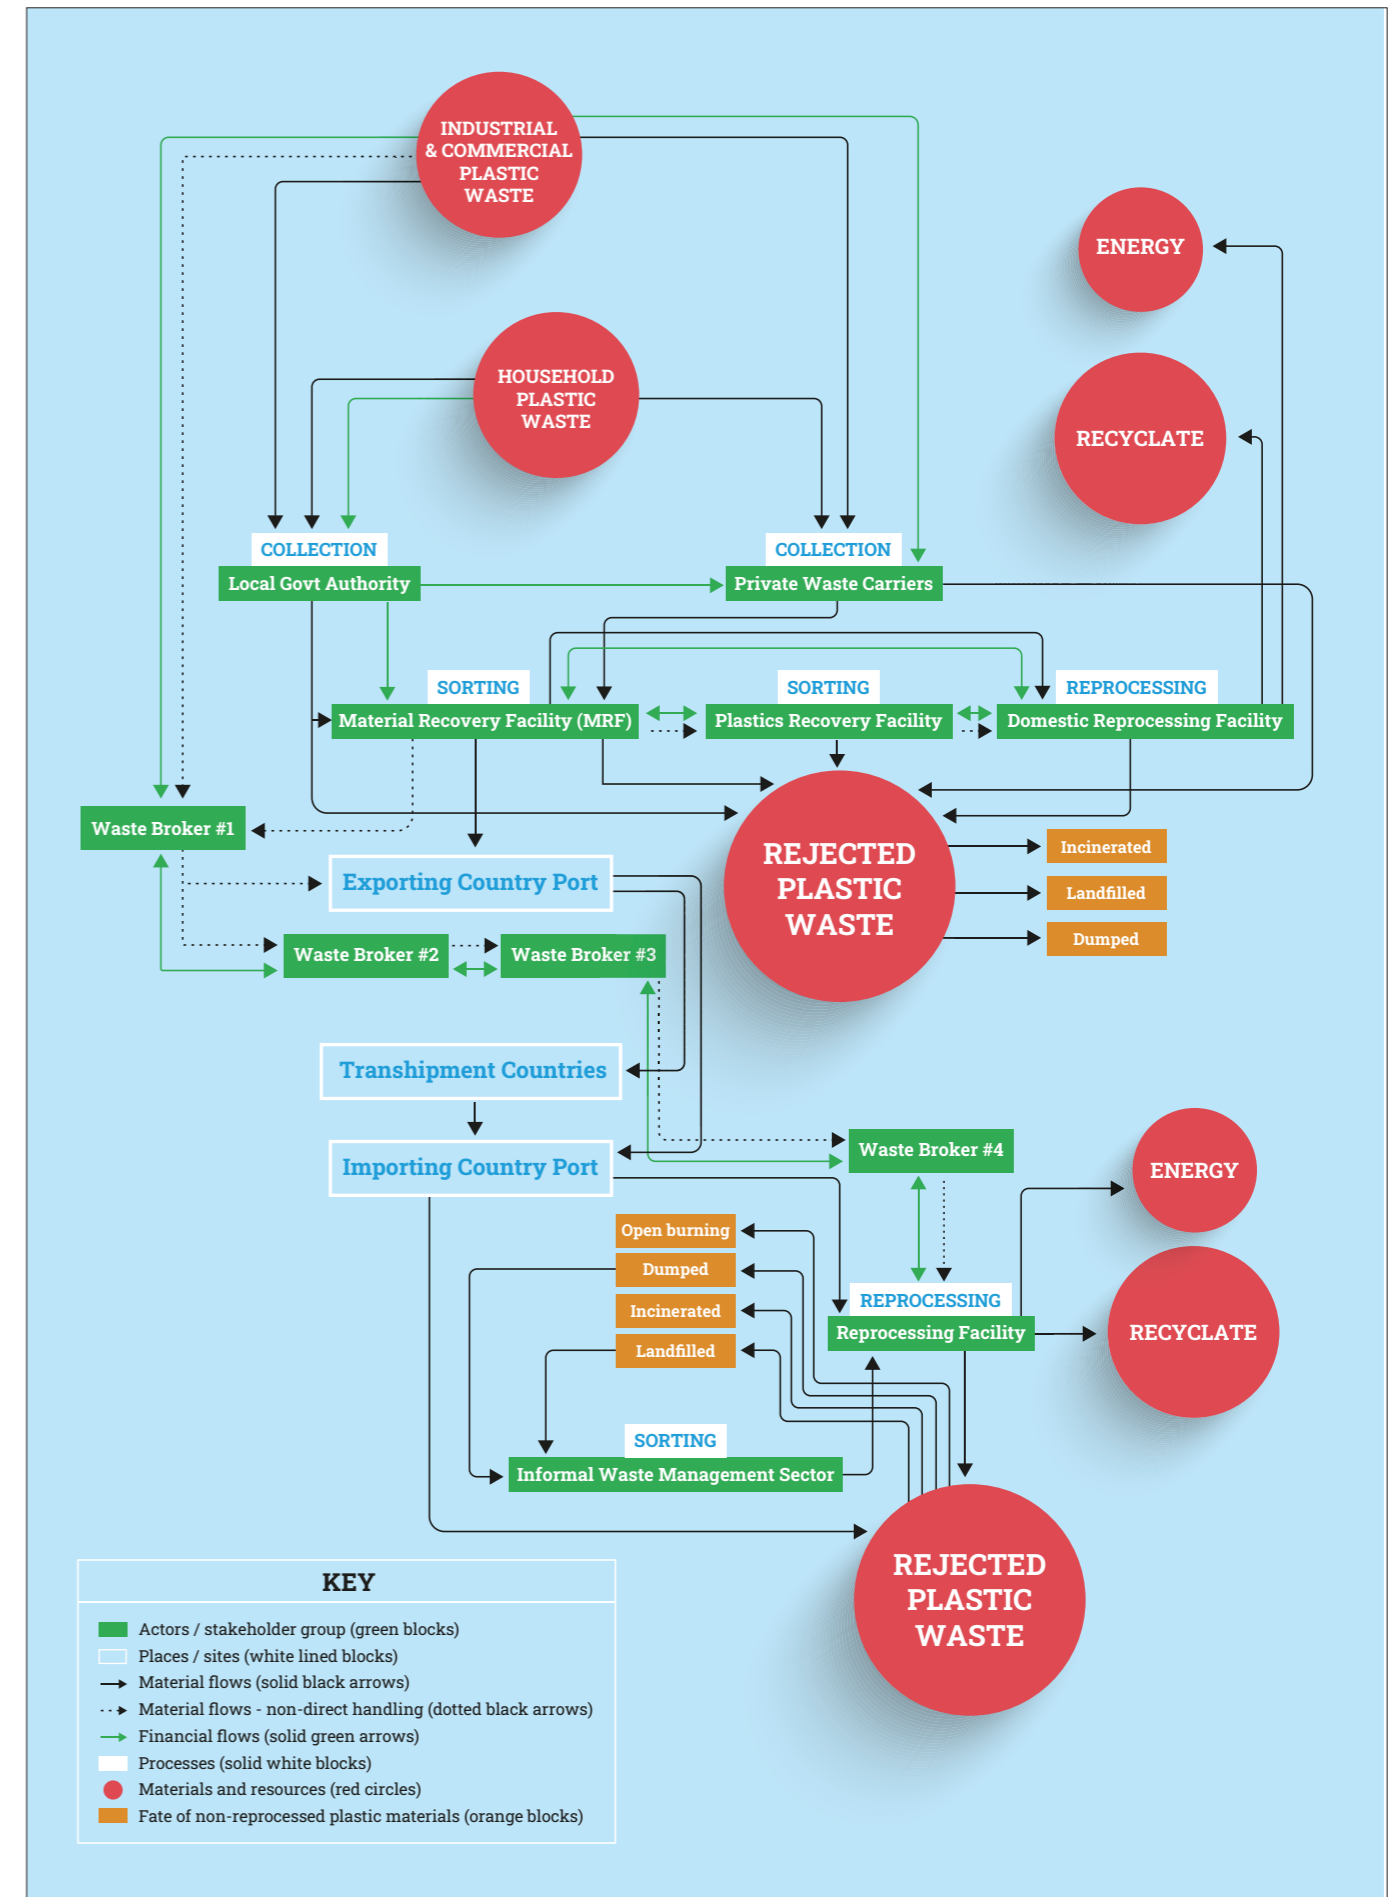 INDUSTRIAL
& COMMERCIAL
PLASTIC
WASTE
ENERGY
HOUSEHOLD
PLASTIC
WASTE
RECYCLATE
COLLECTION
Local Govt Authority
COLLECTION
Private Waste Carriers
SORTING
Material Recovery Facility (MRF)
SORTING
Plastics Recovery Facility
REPROCESSING
Domestic Reprocessing Facility
Waste Broker #1
Exporting Country Port
REJECTED
PLASTIC
WASTE
Incinerated
Landfilled
Dumped
Waste Broker #2
Waste Broker #3
Transhipment Countries
Importing Country Port
Waste Broker #4
ENERGY
Open burning
Dumped
Incinerated
Landfilled
REPROCESSING
Reprocessing Facility
RECYCLATE
SORTING
Informal Waste Management Sector
REJECTED
PLASTIC
WASTE
KEY
Actors / stakeholder group (green blocks)
Places / sites (white lined blocks)
Material flows (solid black arrows)
Material flows - non-direct handling (dotted black arrows)
Financial flows (solid green arrows)
Processes (solid white blocks)
Materials and resources (red circles)
Fate of non-reprocessed plastic materials (orange blocks)